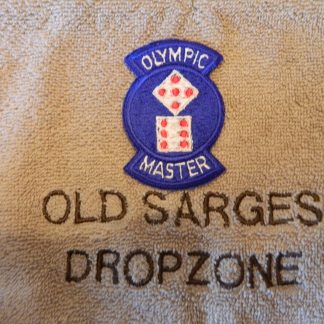 OLYMPIC
MASTER
OLD SARGES
DROPZONE